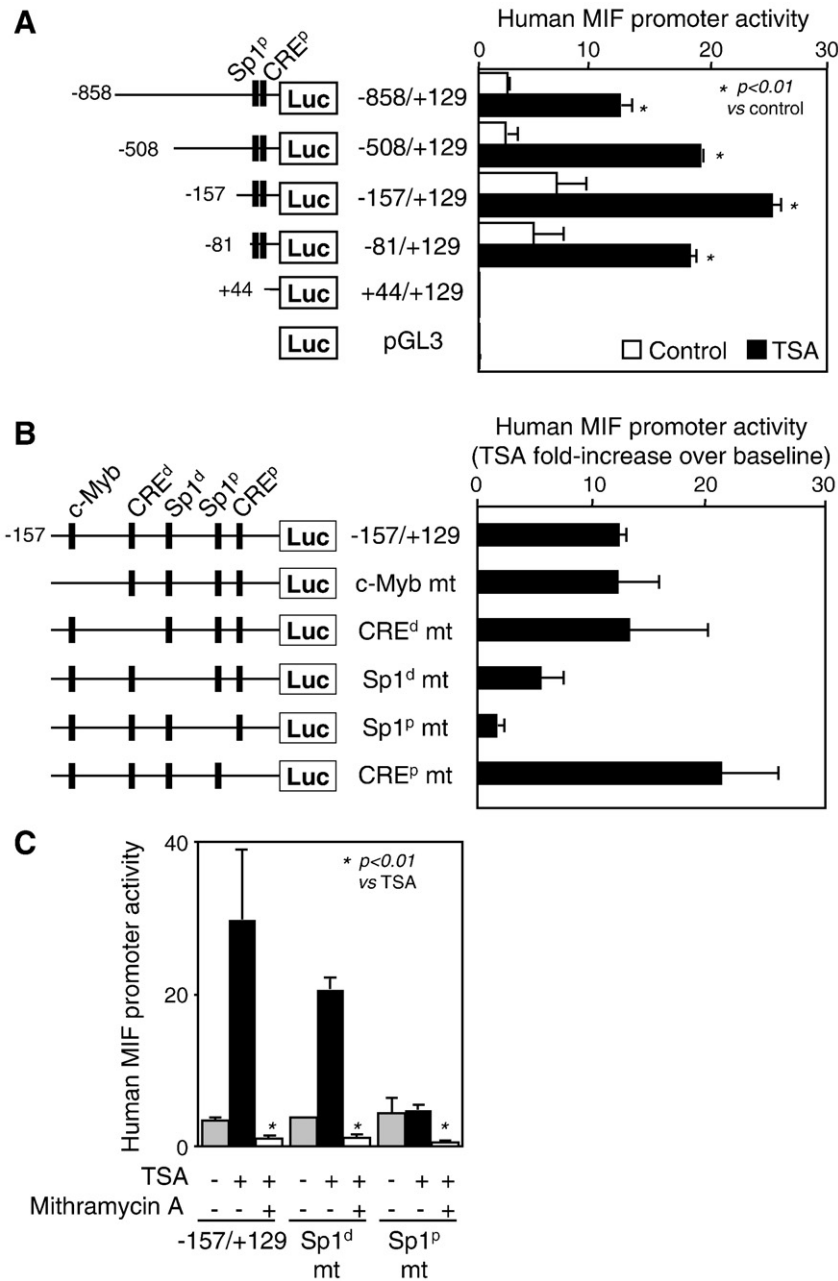 A
Human MIF promoter activity
0 10 20 30
Sp1ᵖ CREᵖ
-858 Luc -858/+129
* p<0.01
vs control
*
-508 Luc -508/+129
*
-157 Luc -157/+129
*
-81 Luc -81/+129
*
+44 Luc +44/+129
Luc pGL3
Control TSA
B
Human MIF promoter activity
(TSA fold-increase over baseline)
0 10 20 30
c-Myb CREᵈ Sp1ᵈ Sp1ᵖ CREᵖ
-157 Luc -157/+129
Luc c-Myb mt
Luc CREᵈ mt
Luc Sp1ᵈ mt
Luc Sp1ᵖ mt
Luc CREᵖ mt
C
Human MIF promoter activity
40
20
0
* p<0.01
vs TSA
* * *
TSA - + + - + + - + +
Mithramycin A - - + - - + - - +
-157/+129 Sp1ᵈ Sp1ᵖ
mt mt